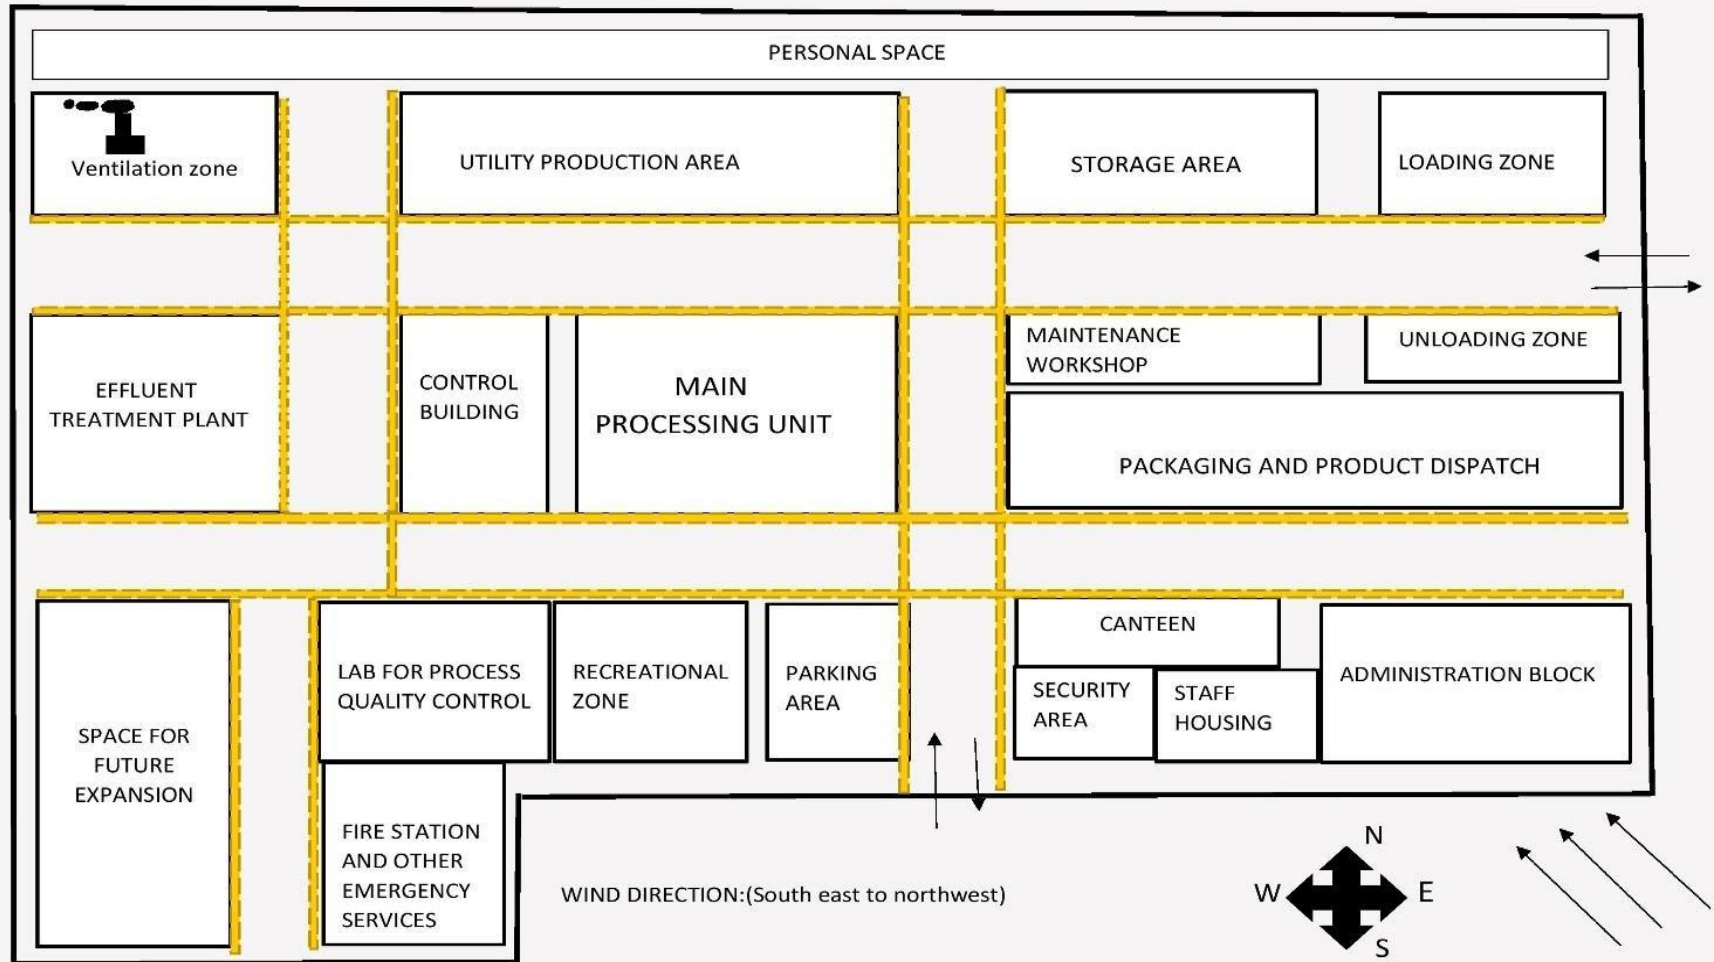 PERSONAL SPACE
Ventilation zone
UTILITY PRODUCTION AREA
STORAGE AREA
LOADING ZONE
EFFLUENT
TREATMENT PLANT
CONTROL
BUILDING
MAIN
PROCESSING UNIT
MAINTENANCE
WORKSHOP
UNLOADING ZONE
PACKAGING AND PRODUCT DISPATCH
SPACE FOR
FUTURE
EXPANSION
LAB FOR PROCESS
QUALITY CONTROL
RECREATIONAL
ZONE
PARKING
AREA
CANTEEN
SECURITY
AREA
STAFF
HOUSING
ADMINISTRATION BLOCK
FIRE STATION
AND OTHER
EMERGENCY
SERVICES
WIND DIRECTION:(South east to northwest)
N
W
E
S